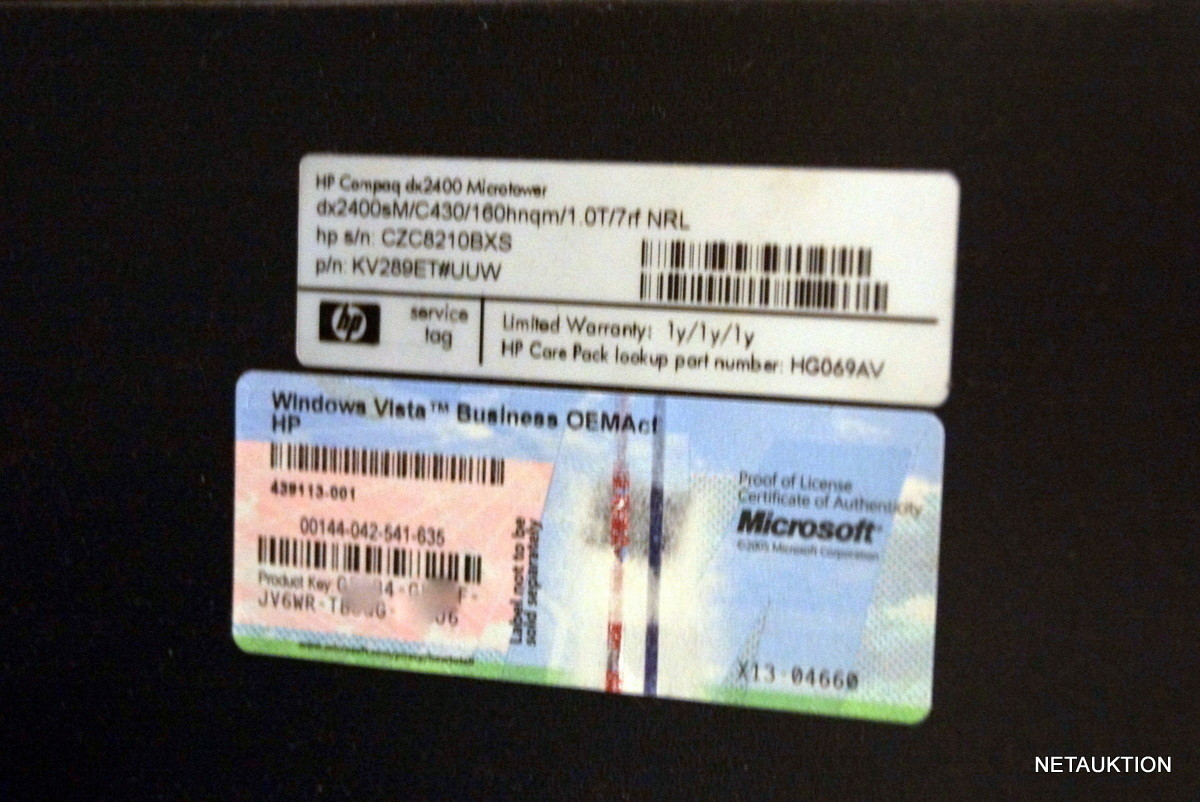 HP Compaq dx2400 Microtower
dx2400sM/C430/160hnqm/1.0T/7rf NRL
hp s/n: CZC8210BXS
p/n: KV289ET#UUW
hp
service
tag
Limited Warranty: 1y/1y/1y
HP Care Pack lookup part number: HG069AV
Windows Vista™ Business OEMAct
HP
439113-001
00144-042-541-635
Product Key
JV6WR-
Label not to be
sold separately
Proof of License
Certificate of Authenticity
Microsoft
©2005 Microsoft Corporation
X13-04660
NETAUKTION